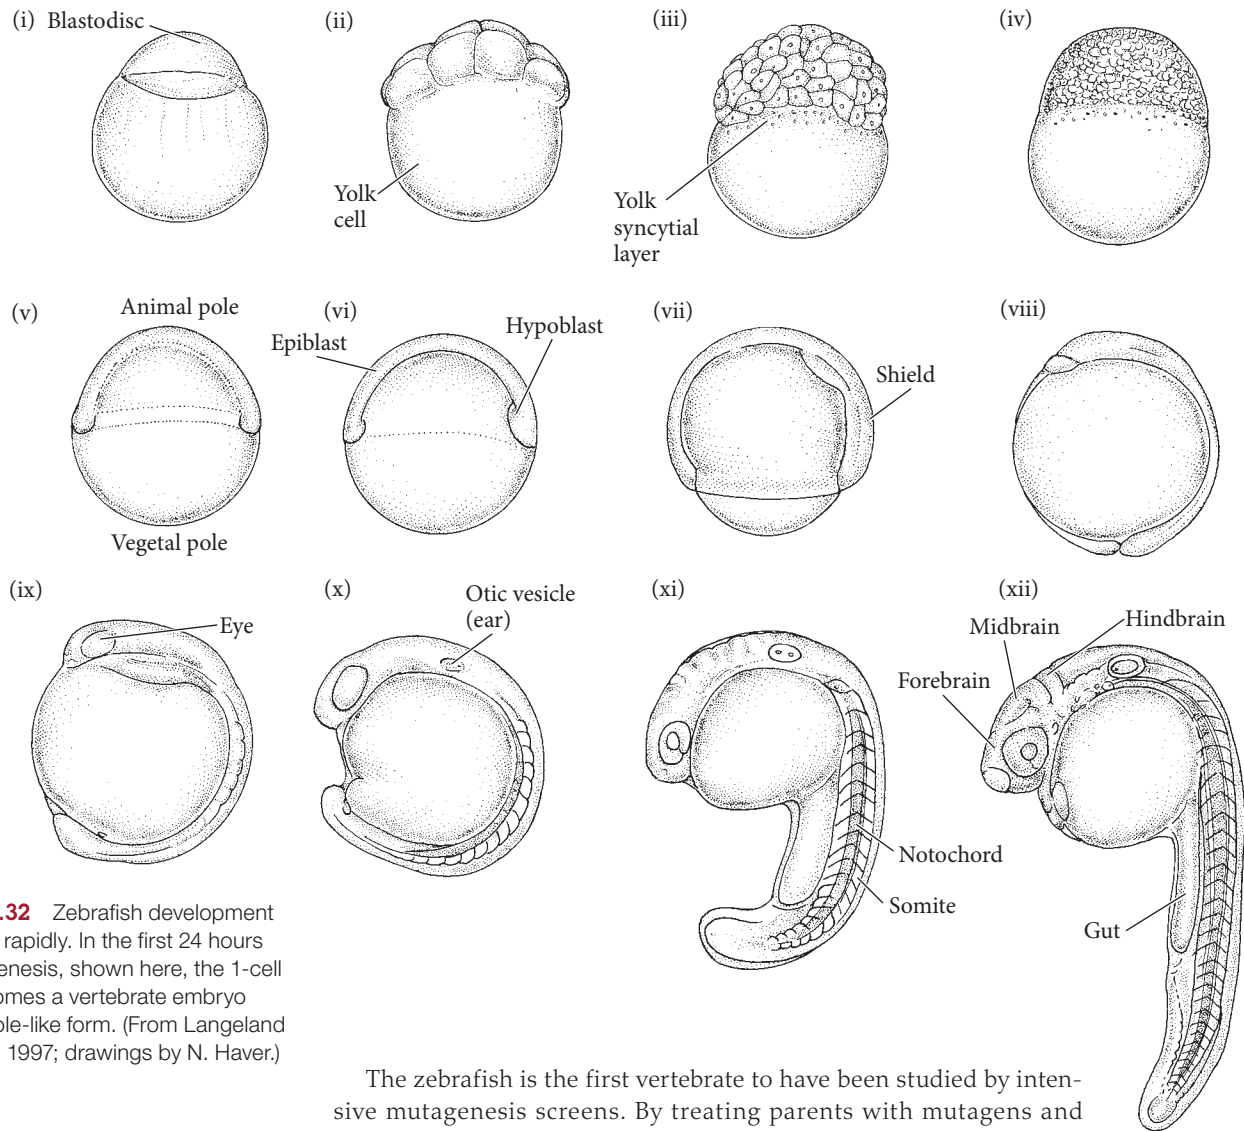 (i) Blastodisc
(ii)
Yolk
cell
(iii)
Yolk
syncytial
layer
(iv)
(v)
Animal pole
Vegetal pole
(vi)
Epiblast
Hypoblast
(vii)
Shield
(viii)
(ix)
Eye
(x)
Otic vesicle
(ear)
(xi)
Notochord
Somite
(xii)
Midbrain
Hindbrain
Forebrain
Gut
.32 Zebrafish development
rapidly. In the first 24 hours
enesis, shown here, the 1-cell
omes a vertebrate embryo
ole-like form. (From Langeland
1997; drawings by N. Haver.)
The zebrafish is the first vertebrate to have been studied by inten-
sive mutagenesis screens. By treating parents with mutagens and